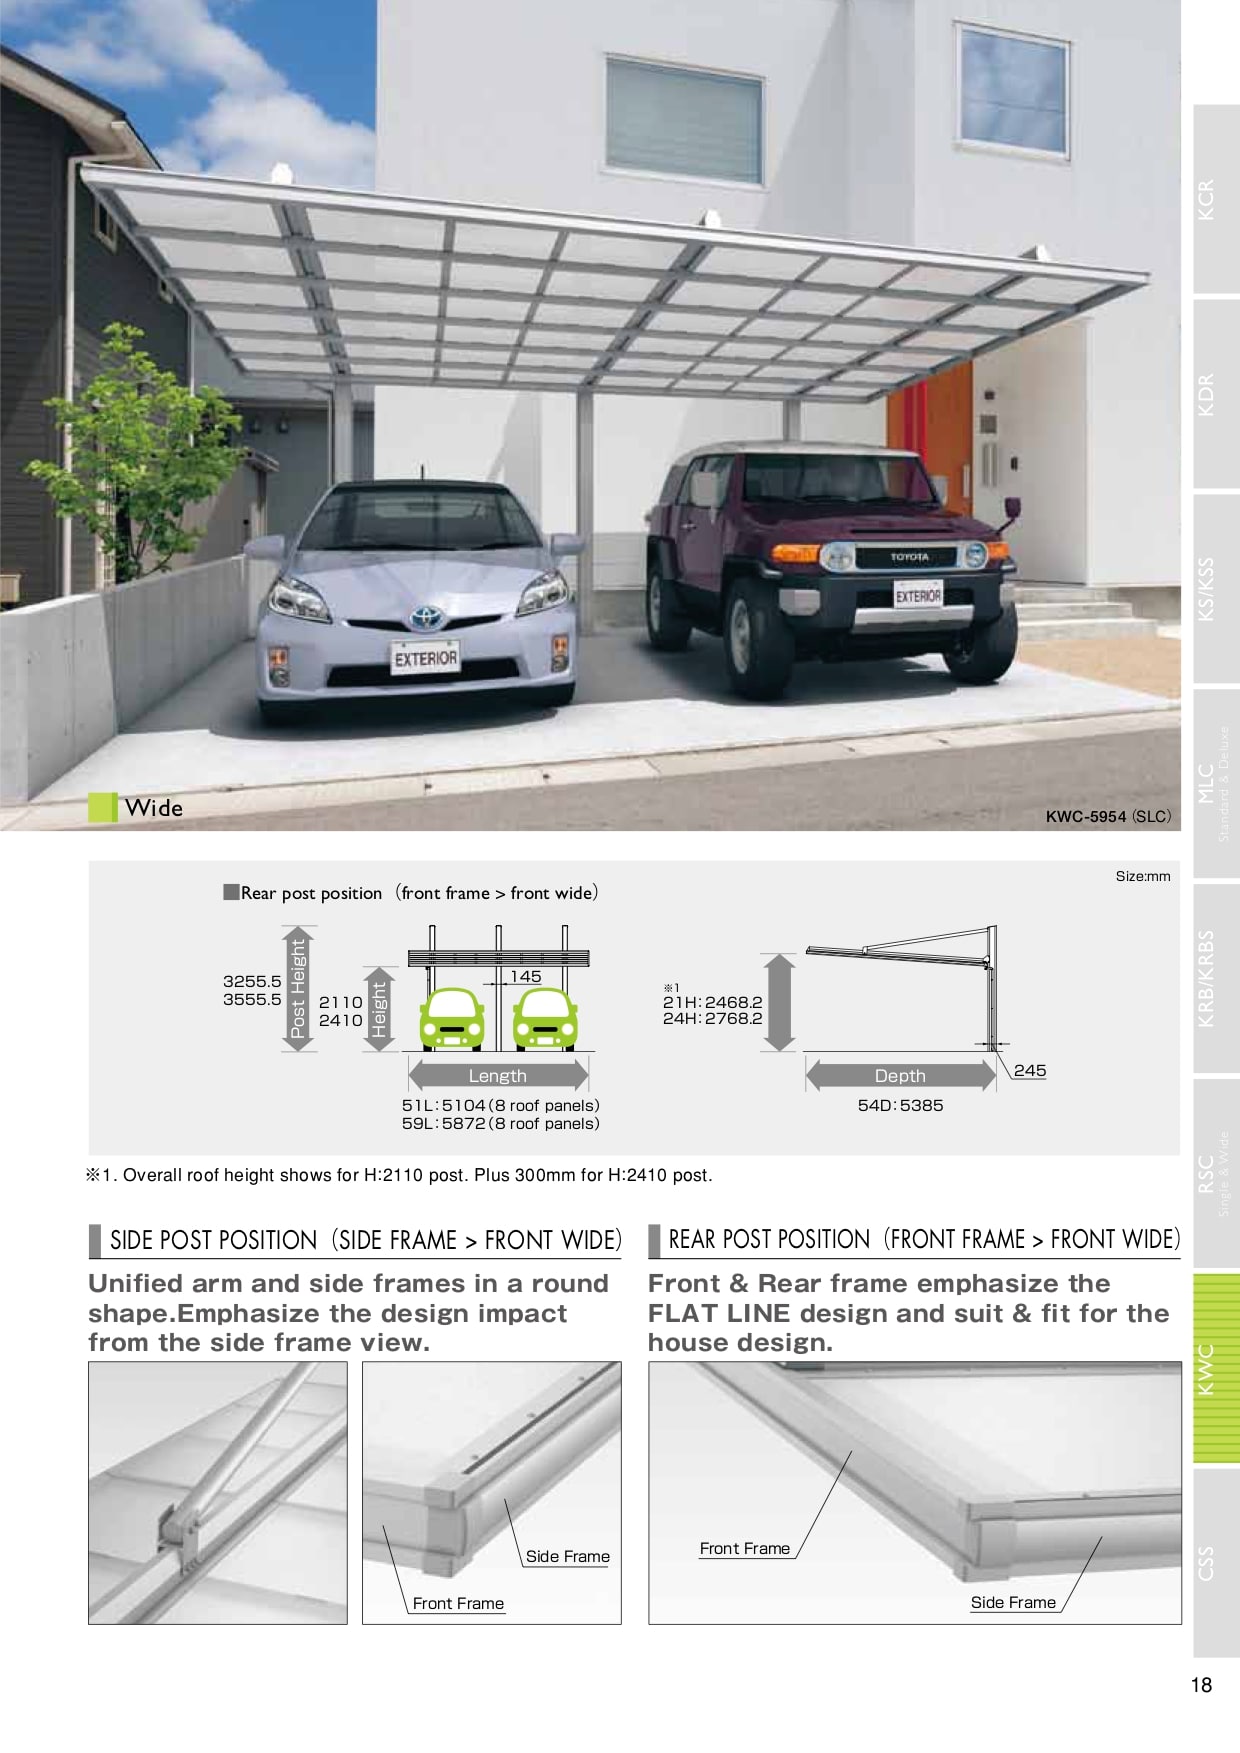 TOYOTA
EXTERIOR
EXTERIOR
Wide
KWC-5954 (SLC)
Size:mm
■Rear post position（front frame > front wide）
Post Height
3255.5
3555.5
Height
2110
2410
145
Length
51L：5104（8 roof panels）
59L：5872（8 roof panels）
※1
21H：2468.2
24H：2768.2
Depth
245
54D：5385
※1. Overall roof height shows for H:2110 post. Plus 300mm for H:2410 post.
SIDE POST POSITION（SIDE FRAME > FRONT WIDE）
Unified arm and side frames in a round
shape.Emphasize the design impact
from the side frame view.
Side Frame
Front Frame
REAR POST POSITION（FRONT FRAME > FRONT WIDE）
Front & Rear frame emphasize the
FLAT LINE design and suit & fit for the
house design.
Front Frame
Side Frame
KCR
KDR
KS/KSS
MLC
Standard & Deluxe
KRB/KRBS
RSC
Single & Wide
KWC
CSS
18